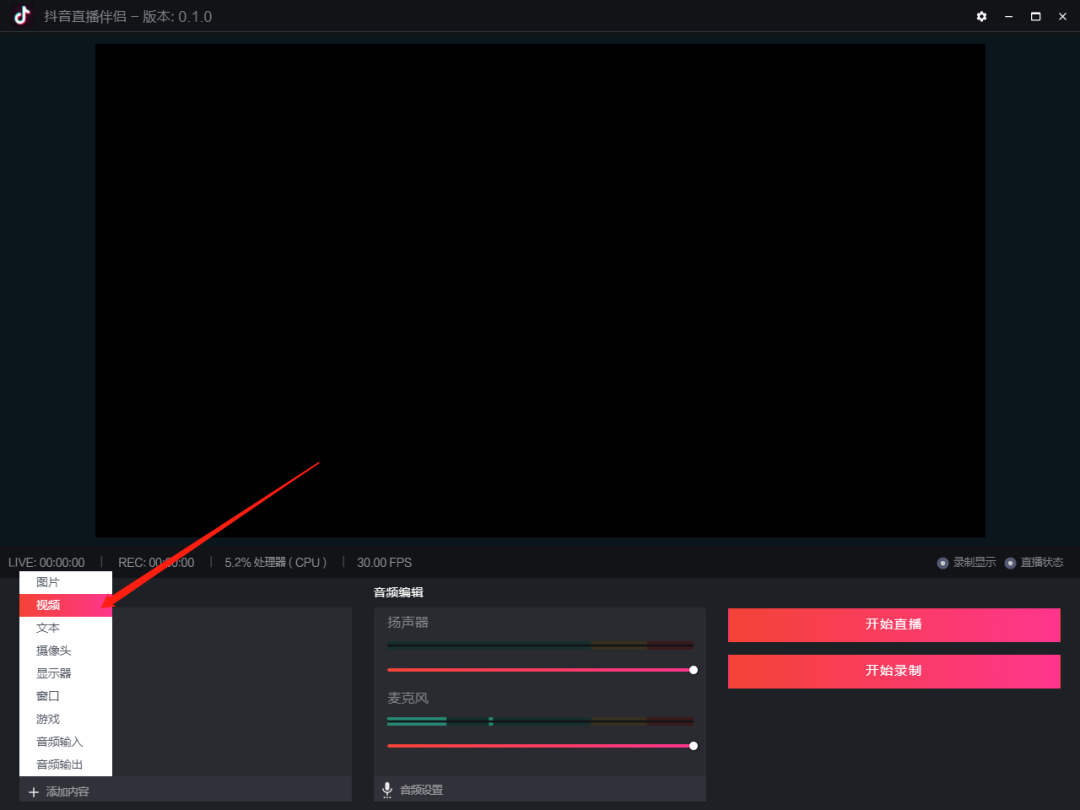 抖音直播伴侣 – 版本: 0.1.0
LIVE: 00:00:00 | REC: 00:00:00 | 5.2% 处理器 ( CPU ) | 30.00 FPS
录制显示 直播状态
图片
视频
文本
摄像头
显示器
窗口
游戏
音频输入
音频输出
+ 添加内容
音频编辑
扬声器
麦克风
音频设置
开始直播
开始录制